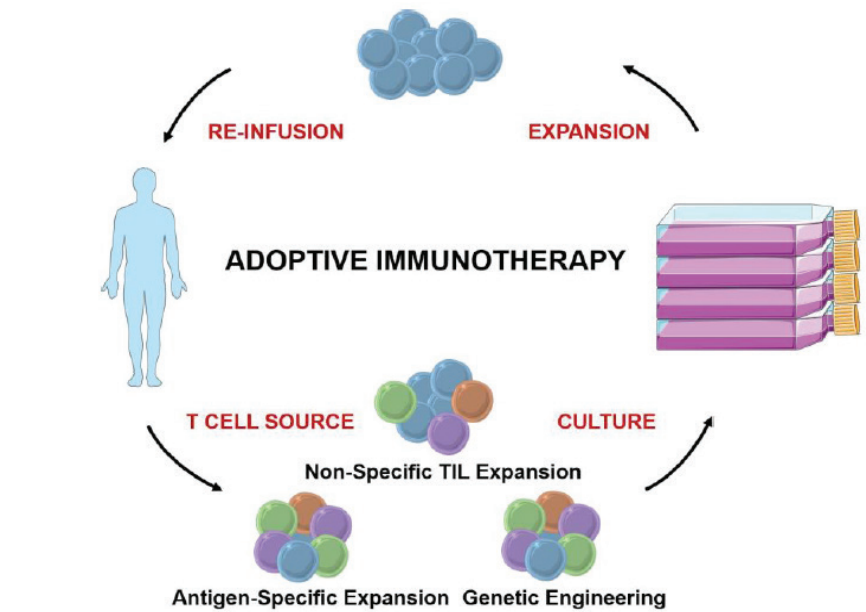 RE-INFUSION
EXPANSION
ADOPTIVE IMMUNOTHERAPY
T CELL SOURCE
CULTURE
Non-Specific TIL Expansion
Antigen-Specific Expansion
Genetic Engineering